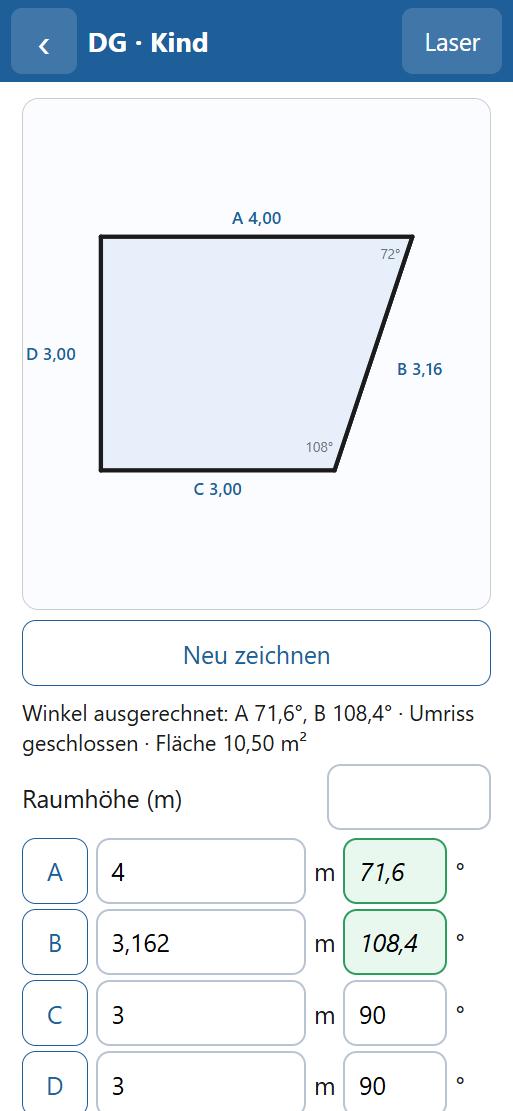 ‹ DG · Kind Laser
A 4,00
72°
D 3,00
B 3,16
108°
C 3,00
Neu zeichnen
Winkel ausgerechnet: A 71,6°, B 108,4° · Umriss
geschlossen · Fläche 10,50 m²
Raumhöhe (m)
A 4 m 71,6 °
B 3,162 m 108,4 °
C 3 m 90 °
D 3 m 90 °